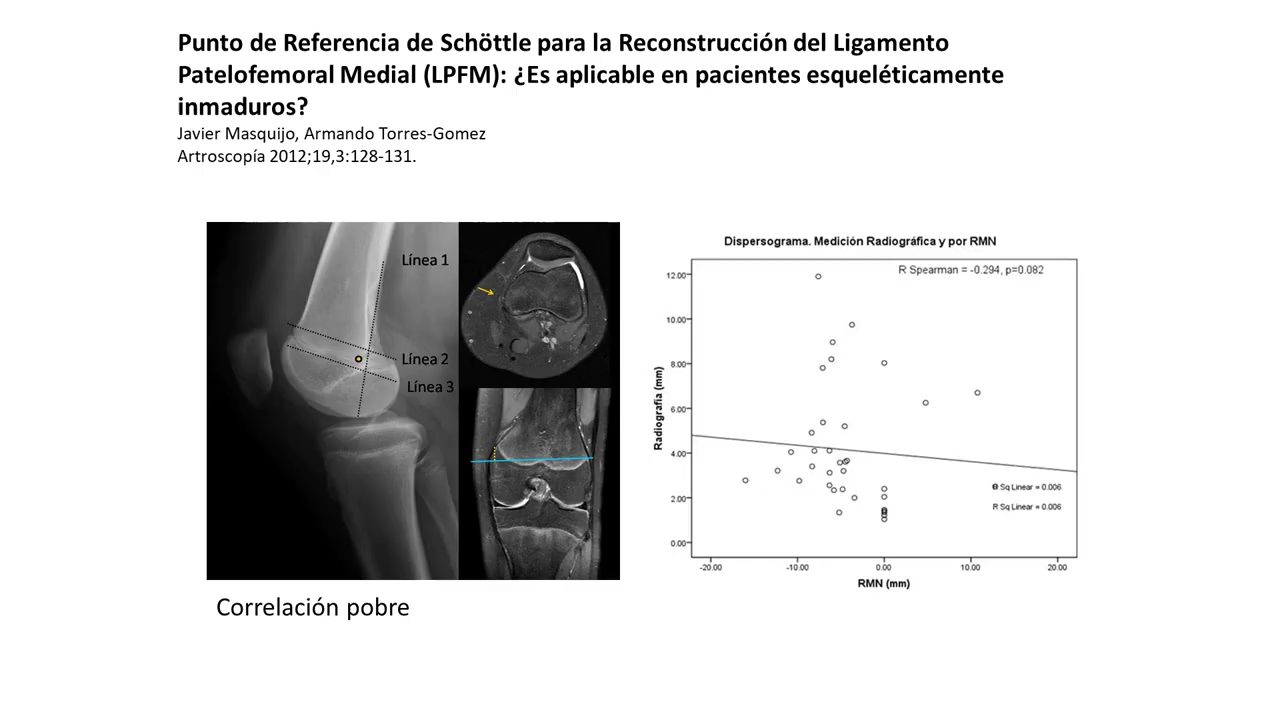 Punto de Referencia de Schöttle para la Reconstrucción del Ligamento
Patelofemoral Medial (LPFM): ¿Es aplicable en pacientes esqueléticamente
inmaduros?
Javier Masquijo, Armando Torres-Gomez
Artroscopía 2012;19,3:128-131.
Línea 1
Línea 2
Línea 3
Correlación pobre
Dispersograma. Medición Radiográfica y por RMN
R Spearman = -0.294, p=0.082
Radiografía (mm)
12.00
10.00
8.00
6.00
4.00
2.00
0.00
R Sq Linear = 0.006
-20.00 -10.00 0.00 10.00 20.00
RMN (mm)